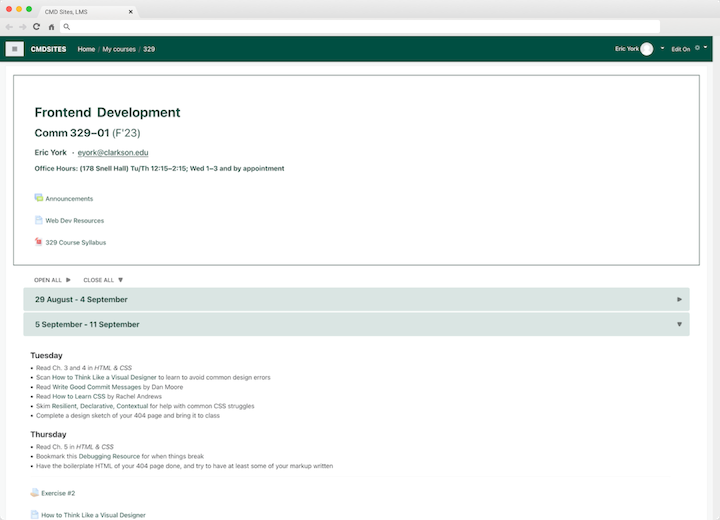 CMD Sites, LMS
CMDSITES Home / My courses / 329 Eric York Edit On
Frontend Development
Comm 329–01 (F'23)
Eric York · eyork@clarkson.edu
Office Hours: (178 Snell Hall) Tu/Th 12:15–2:15; Wed 1–3 and by appointment
Announcements
Web Dev Resources
329 Course Syllabus
OPEN ALL ▶ CLOSE ALL ▼
29 August - 4 September
5 September - 11 September
Tuesday
• Read Ch. 3 and 4 in HTML & CSS
• Scan How to Think Like a Visual Designer to learn to avoid common design errors
• Read Write Good Commit Messages by Dan Moore
• Read How to Learn CSS by Rachel Andrews
• Skim Resilient, Declarative, Contextual for help with common CSS struggles
• Complete a design sketch of your 404 page and bring it to class
Thursday
• Read Ch. 5 in HTML & CSS
• Bookmark this Debugging Resource for when things break
• Have the boilerplate HTML of your 404 page done, and try to have at least some of your markup written
Exercise #2
How to Think Like a Visual Designer